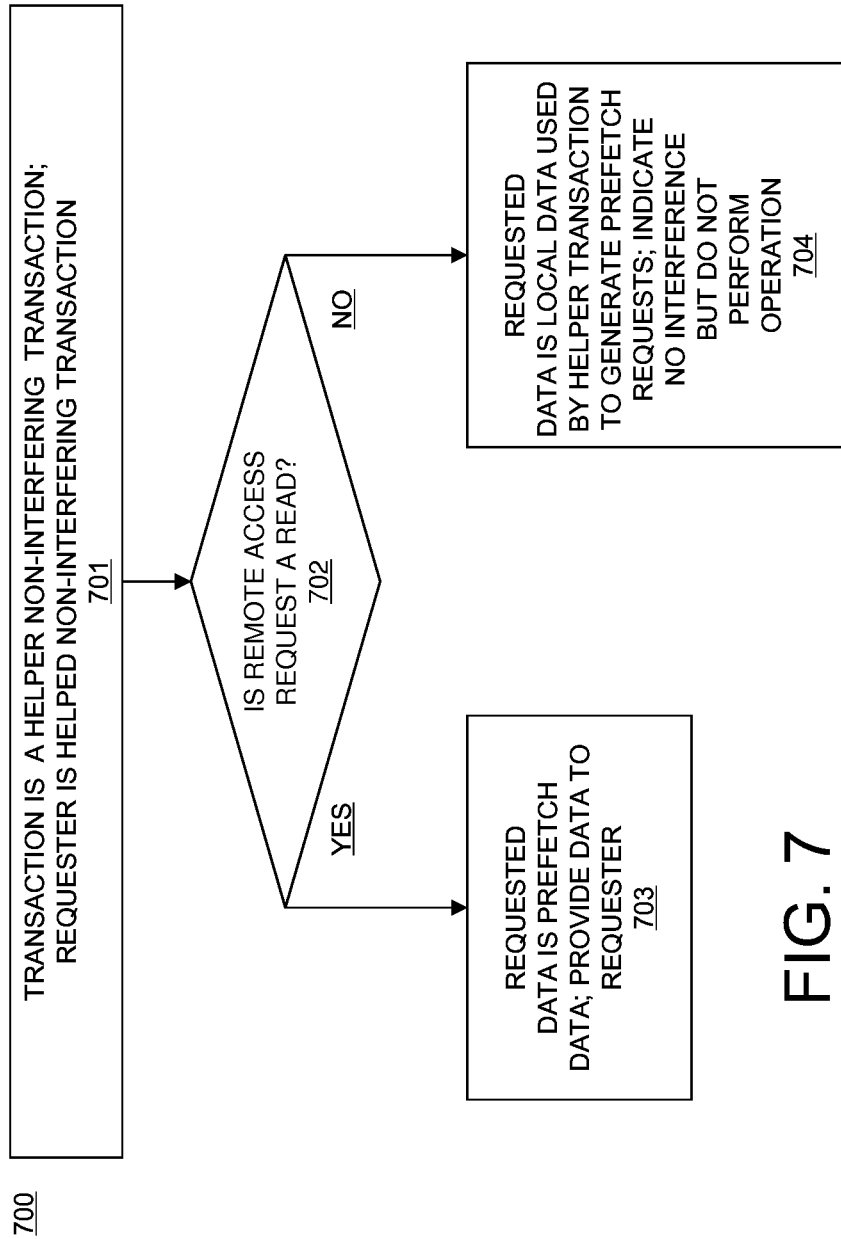 700
TRANSACTION IS A HELPER NON-INTERFERING TRANSACTION;
REQUESTER IS HELPED NON-INTERFERING TRANSACTION
701
IS REMOTE ACCESS
REQUEST A READ?
702
YES
NO
REQUESTED
DATA IS PREFETCH
DATA; PROVIDE DATA TO
REQUESTER
703
REQUESTED
DATA IS LOCAL DATA USED
BY HELPER TRANSACTION
TO GENERATE PREFETCH
REQUESTS; INDICATE
NO INTERFERENCE
BUT DO NOT
PERFORM
OPERATION
704
FIG. 7